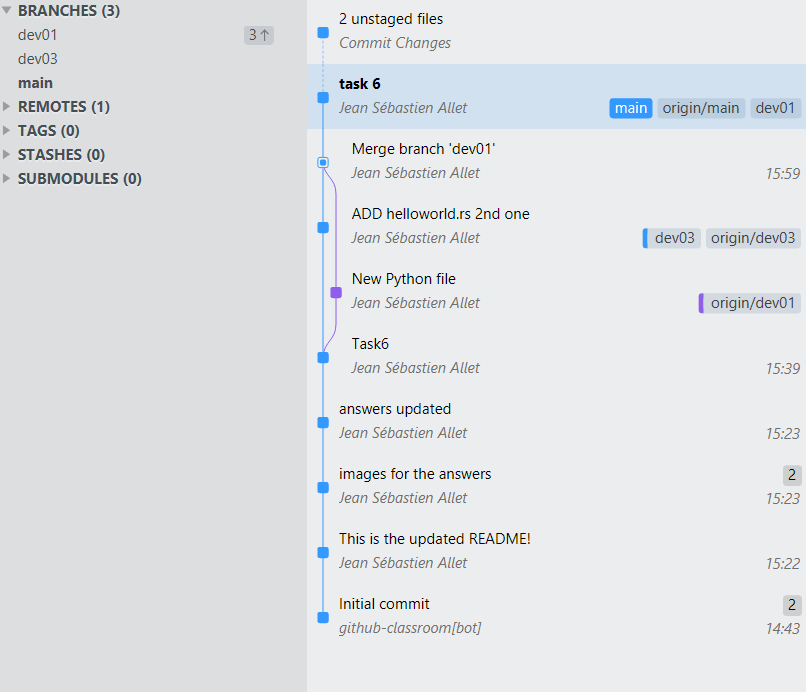 BRANCHES (3)
dev01 3↑
dev03
main
REMOTES (1)
TAGS (0)
STASHES (0)
SUBMODULES (0)
2 unstaged files
Commit Changes
task 6
Jean Sébastien Allet main origin/main dev01
Merge branch 'dev01'
Jean Sébastien Allet 15:59
ADD helloworld.rs 2nd one
Jean Sébastien Allet dev03 origin/dev03
New Python file
Jean Sébastien Allet origin/dev01
Task6
Jean Sébastien Allet 15:39
answers updated
Jean Sébastien Allet 15:23
images for the answers 2
Jean Sébastien Allet 15:23
This is the updated README!
Jean Sébastien Allet 15:22
Initial commit 2
github-classroom[bot] 14:43